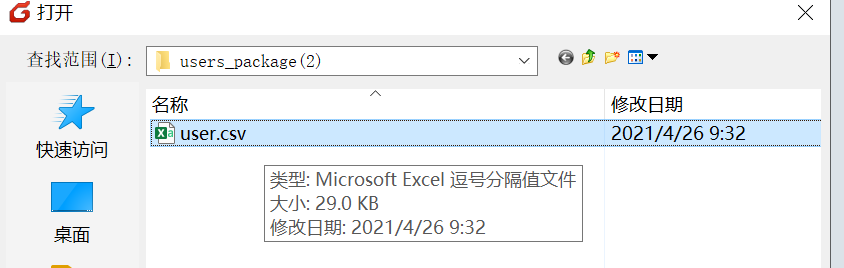 打开
查找范围(I):
users_package(2)
名称
修改日期
user.csv
2021/4/26 9:32
快速访问
类型: Microsoft Excel 逗号分隔值文件
大小: 29.0 KB
修改日期: 2021/4/26 9:32
桌面